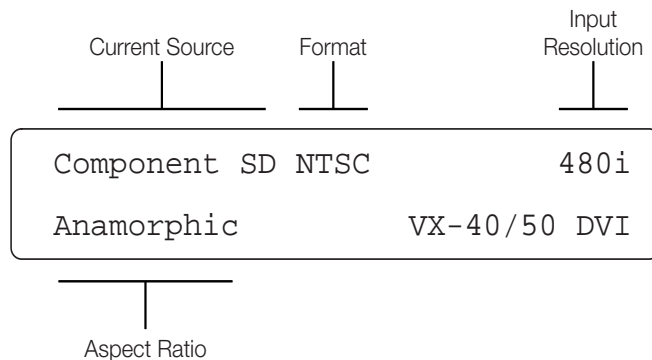 Current Source Format Input Resolution
Component SD NTSC 480i
Anamorphic VX-40/50 DVI
Aspect Ratio